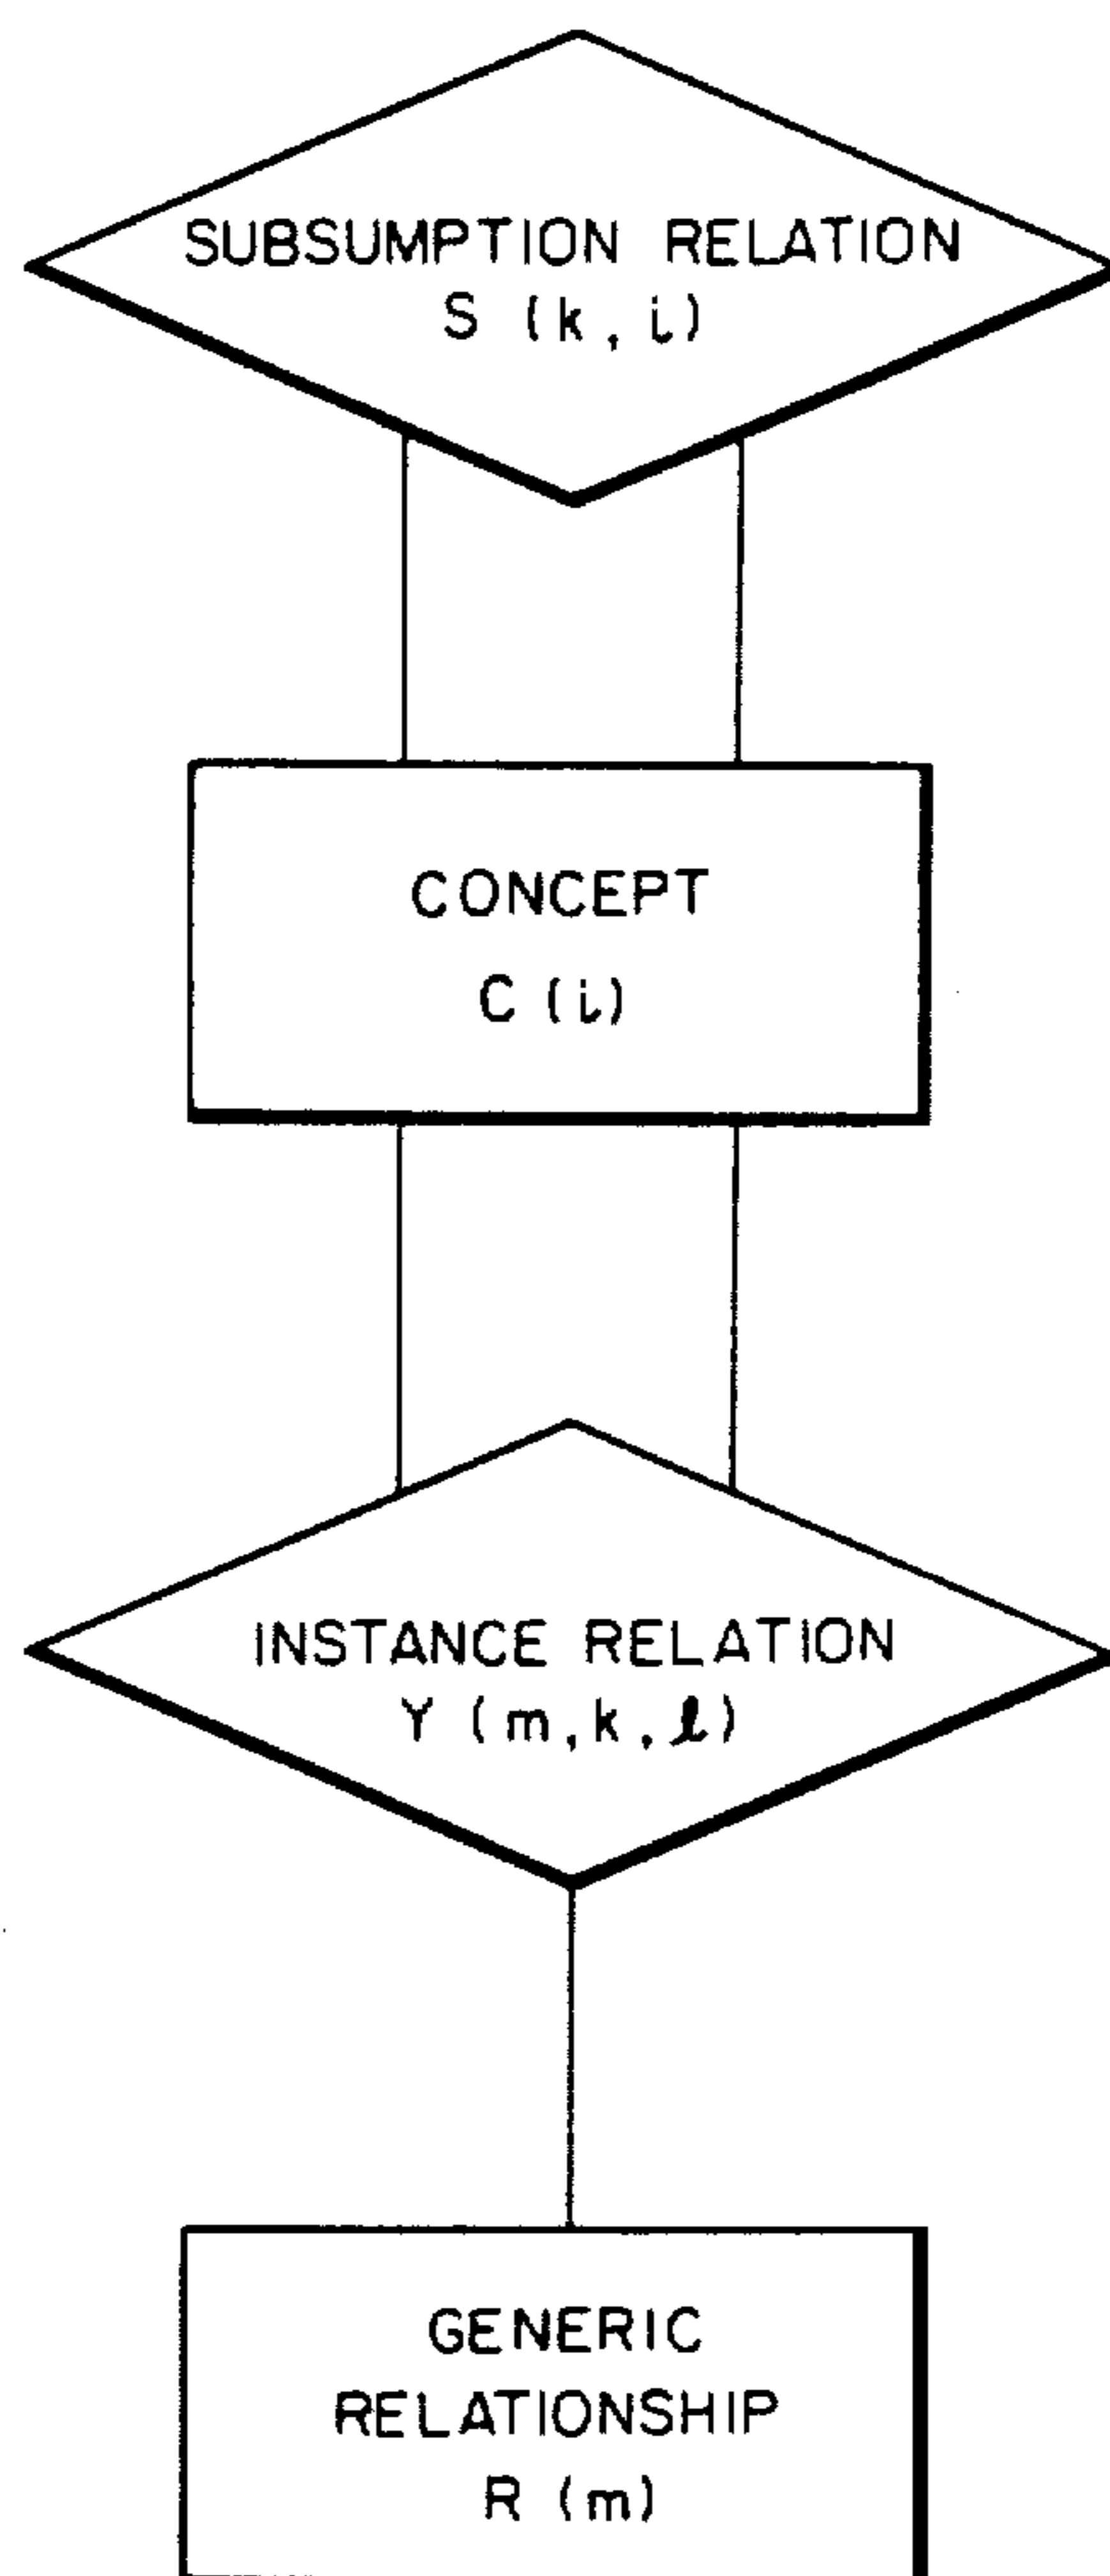 SUBSUMPTION RELATION
S (k, i)
CONCEPT
C (i)
INSTANCE RELATION
Y (m, k, ℓ)
GENERIC
RELATIONSHIP
R (m)